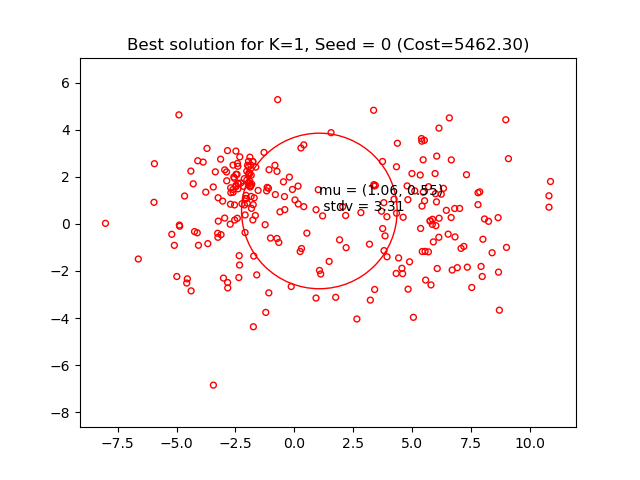 Best solution for K=1, Seed = 0 (Cost=5462.30)
6
4
2
0
−2
−4
−6
−8
mu = (1.06, 0.55)
stdv = 3.31
−7.5 −5.0 −2.5 0.0 2.5 5.0 7.5 10.0